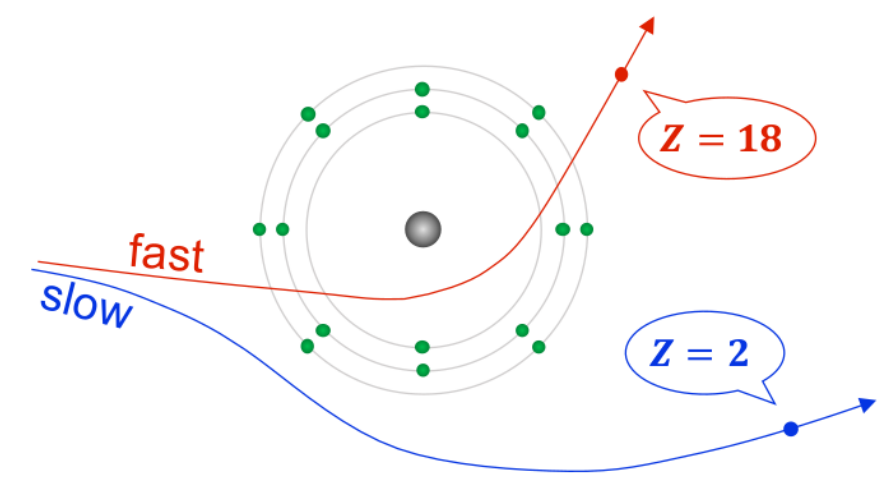 Z = 18
fast
slow
Z = 2